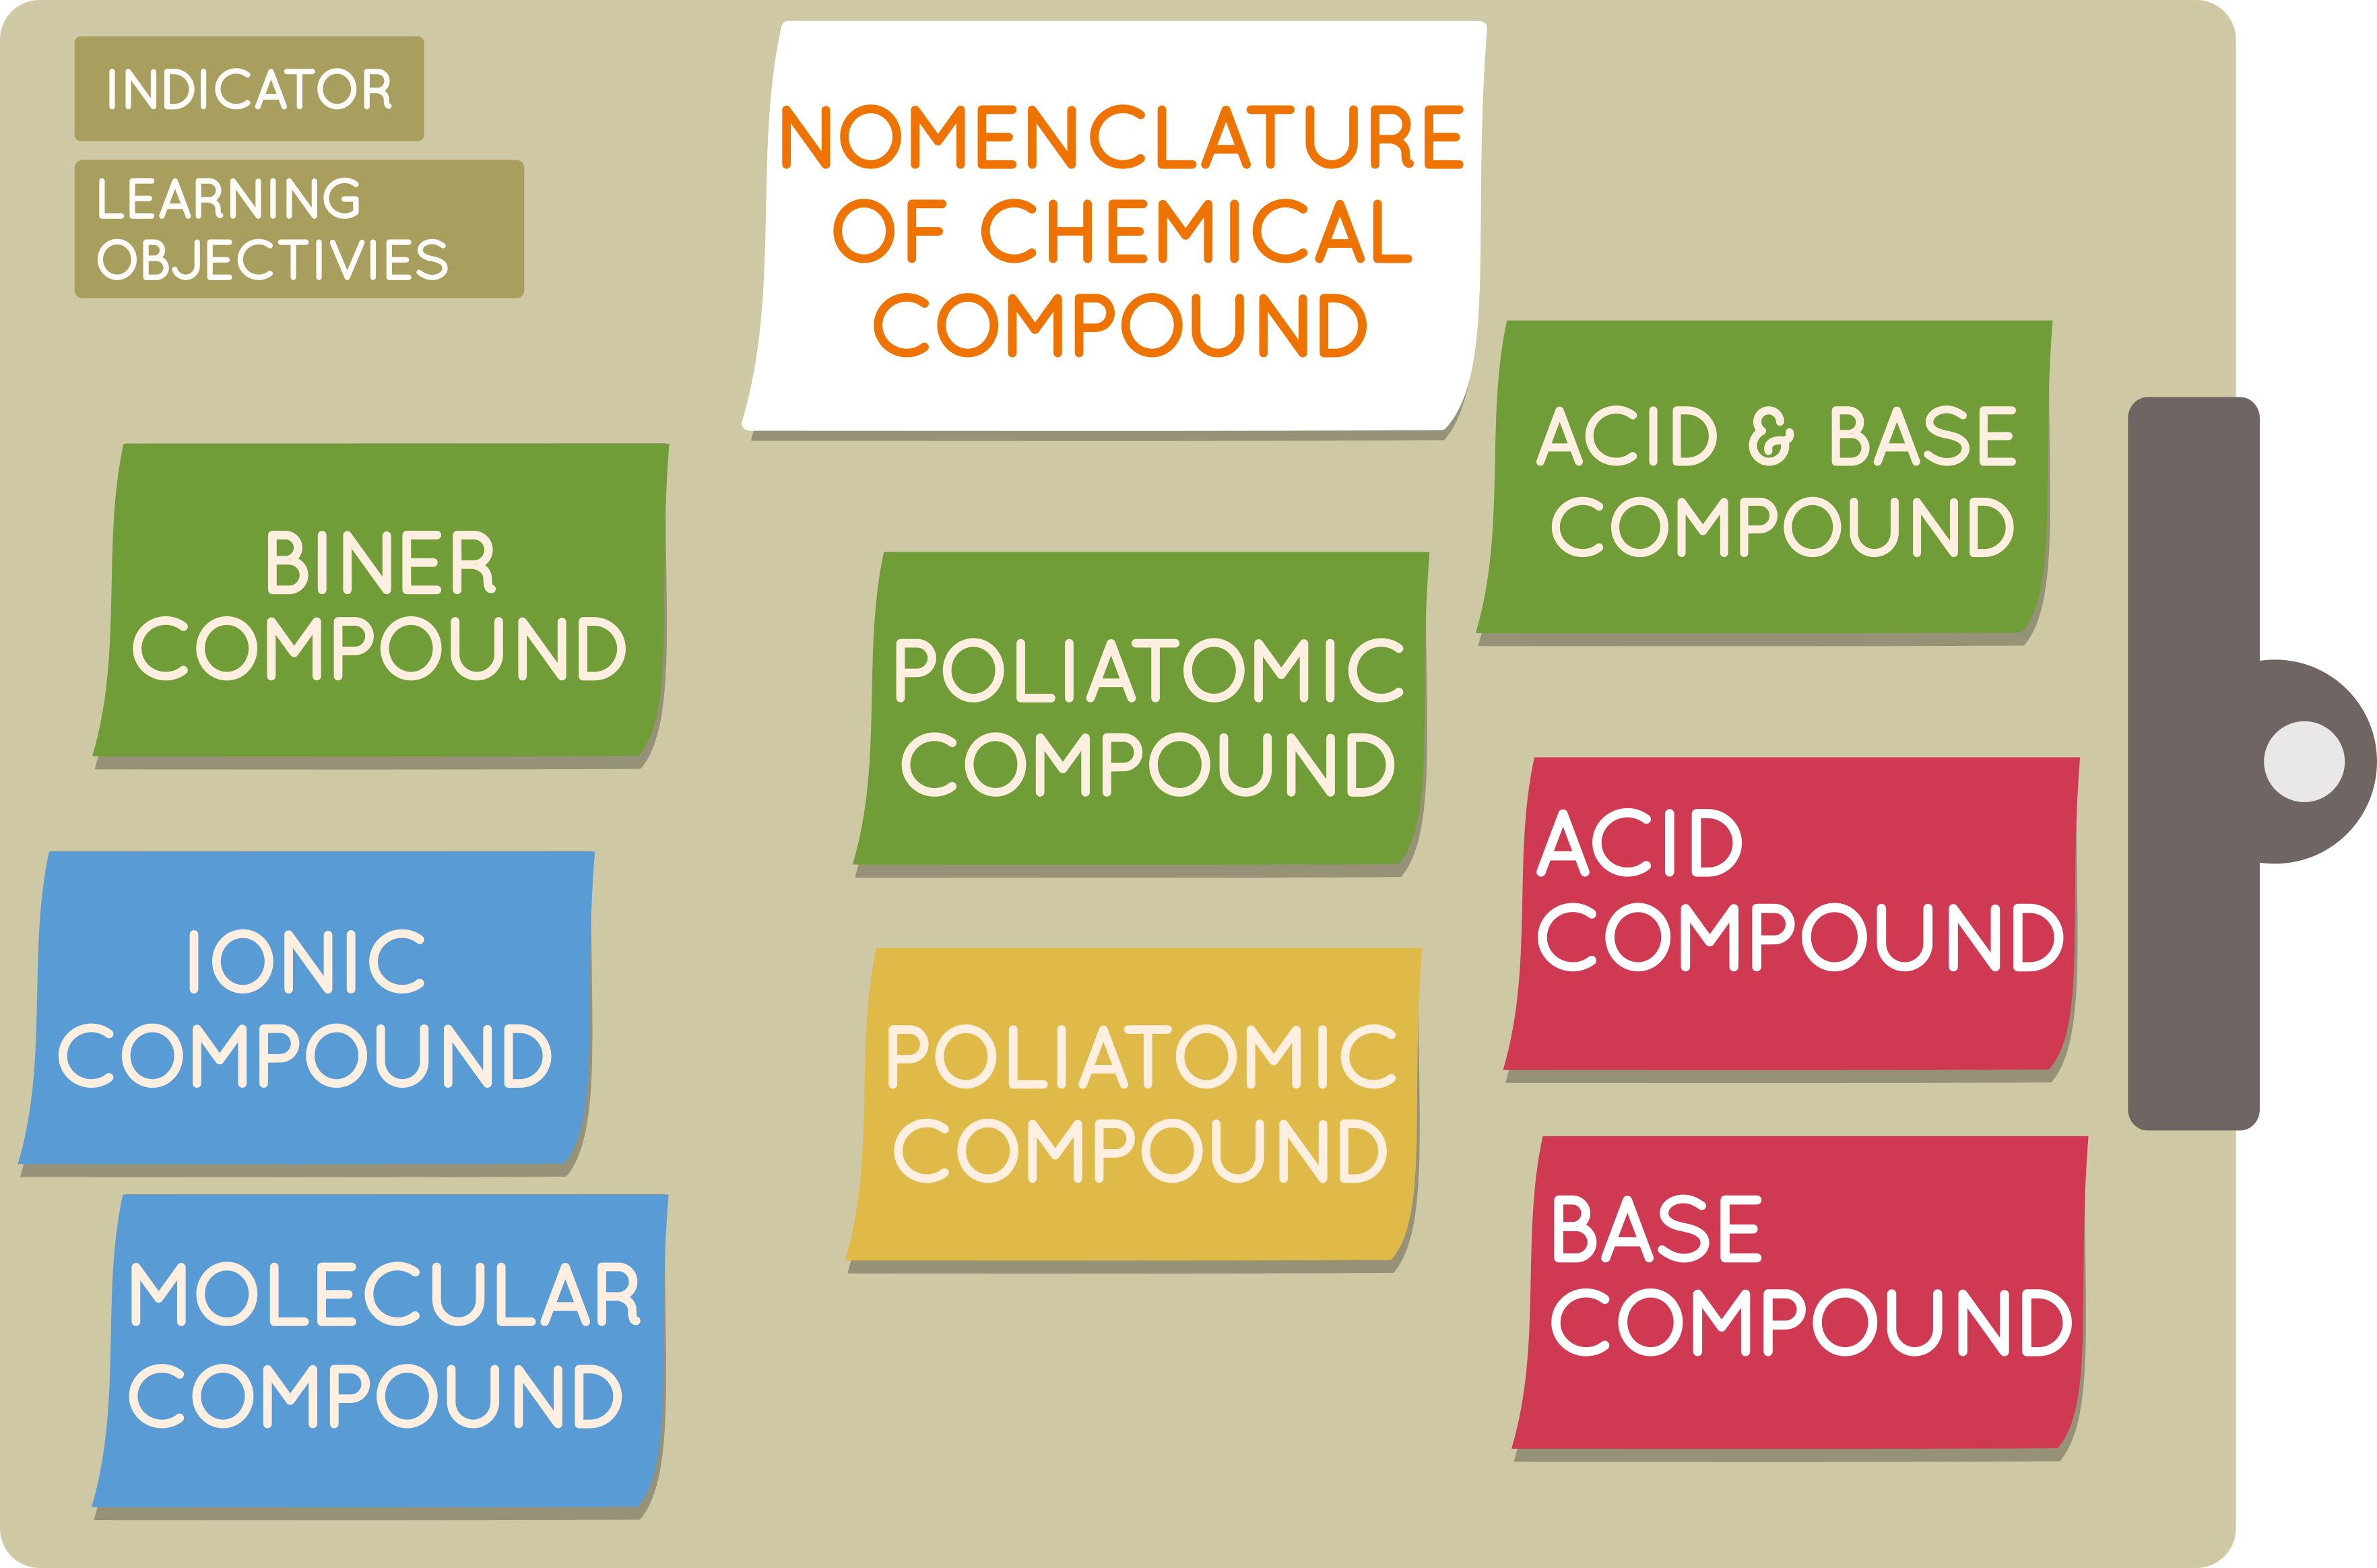 INDICATOR
LEARNING
OBJECTIVIES
NOMENCLATURE
OF CHEMICAL
COMPOUND
BINER
COMPOUND
IONIC
COMPOUND
MOLECULAR
COMPOUND
POLIATOMIC
COMPOUND
POLIATOMIC
COMPOUND
ACID & BASE
COMPOUND
ACID
COMPOUND
BASE
COMPOUND